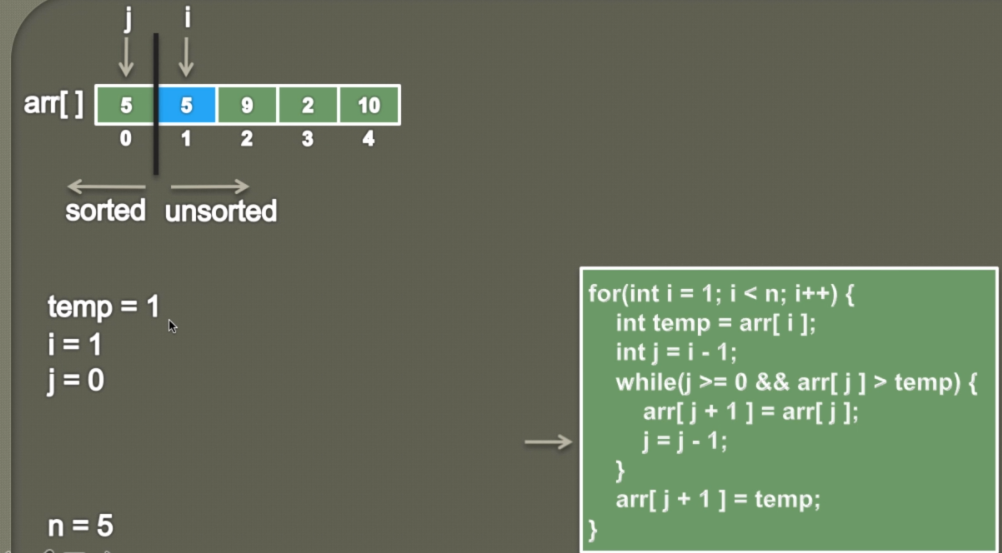 j i
arr[ ] 5 5 9 2 10
0 1 2 3 4
sorted unsorted
temp = 1
i = 1
j = 0
n = 5
for(int i = 1; i < n; i++) {
int temp = arr[ i ];
int j = i - 1;
while(j >= 0 && arr[ j ] > temp) {
arr[ j + 1 ] = arr[ j ];
j = j - 1;
}
arr[ j + 1 ] = temp;
}